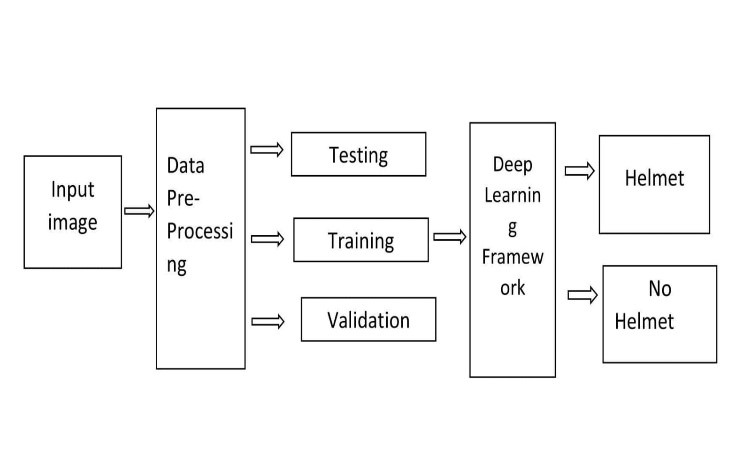 Input
image
Data
Pre-
Processi
ng
Testing
Training
Validation
Deep
Learnin
g
Framew
ork
Helmet
No
Helmet